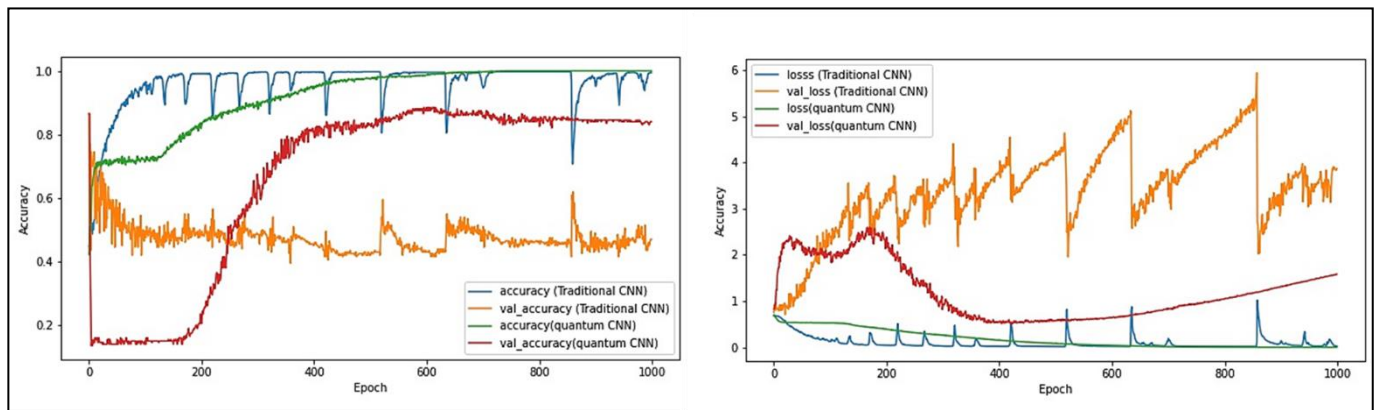 1.0
0.8
0.6
0.4
0.2
Accuracy
0
200
400
600
800
1000
Epoch
accuracy (Traditional CNN)
val_accuracy (Traditional CNN)
accuracy(quantum CNN)
val_accuracy(quantum CNN)
6
5
4
3
2
1
0
Accuracy
0
200
400
600
800
1000
Epoch
losss (Traditional CNN)
val_loss (Traditional CNN)
loss(quantum CNN)
val_loss(quantum CNN)